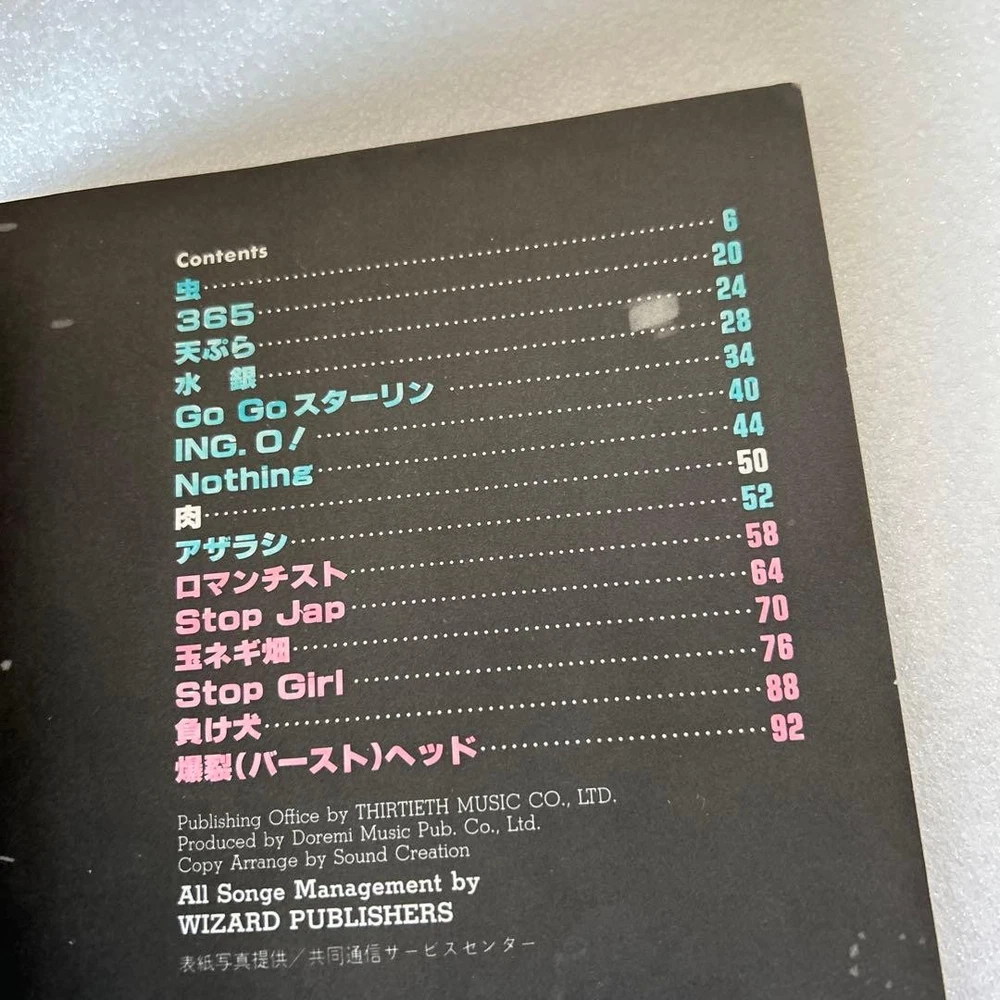 Contents
虫 6
365 20
天ぷら 24
水 銀 28
Go Go スターリン 34
ING. O! 40
Nothing 44
肉 50
アザラシ 52
ロマンチスト 58
Stop Jap 64
玉ネギ畑 70
Stop Girl 76
負け犬 88
爆裂(バースト)ヘッド 92
Publishing Office by THIRTIETH MUSIC CO., LTD.
Produced by Doremi Music Pub. Co., Ltd.
Copy Arrange by Sound Creation
All Songe Management by
WIZARD PUBLISHERS
表紙写真提供/共同通信サービスセンター